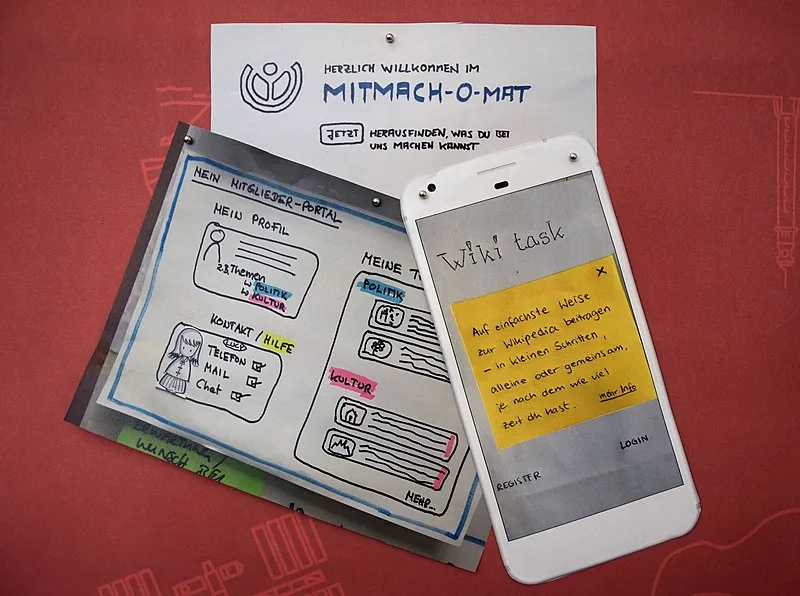 HERZLICH WILLKOMMEN IM
MITMACH-O-MAT
JETZT HERAUSFINDEN, WAS DU BEI
UNS MACHEN KANNST
MEIN MITGLIEDER-PORTAL
MEIN PROFIL
z.B. Themen
↳ POLITIK
↳ KULTUR
KONTAKT/HILFE
LUCY
TELEFON
MAIL
Chat
MEINE T
POLITIK
KULTUR
MEHR...
WUNSCH
Wiki task
X
Auf einfachste Weise
zur Wikipedia beitragen
– in kleinen Schritten,
alleine oder gemeinsam,
je nach dem wie viel
zeit du hast.
mehr Info
LOGIN
REGISTER